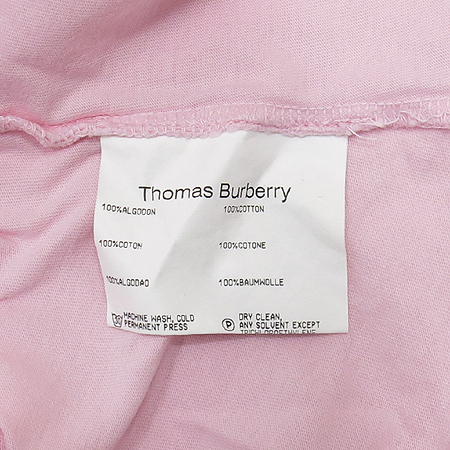 Thomas Burberry
100%ALGODON 100%COTTON
100%COTON 100%COTONE
100%ALGODAO 100%BAUMWOLLE
MACHINE WASH, COLD
PERMANENT PRESS
P DRY CLEAN,
ANY SOLVENT EXCEPT
TRICHLOROETHYLENE